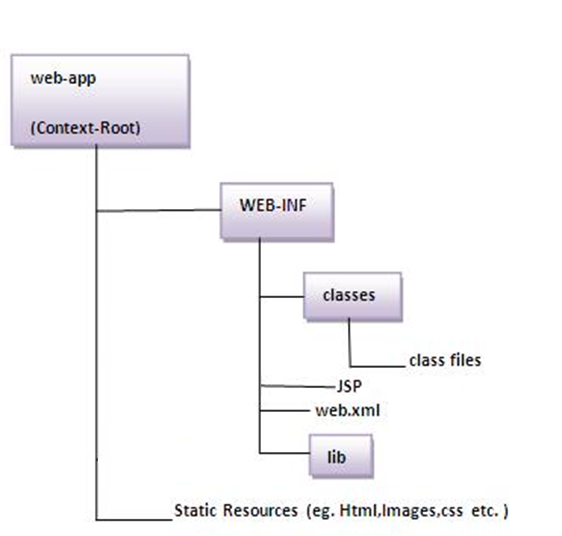 web-app
(Context-Root)
WEB-INF
classes
class files
JSP
web.xml
lib
Static Resources (eg. Html,Images,css etc. )